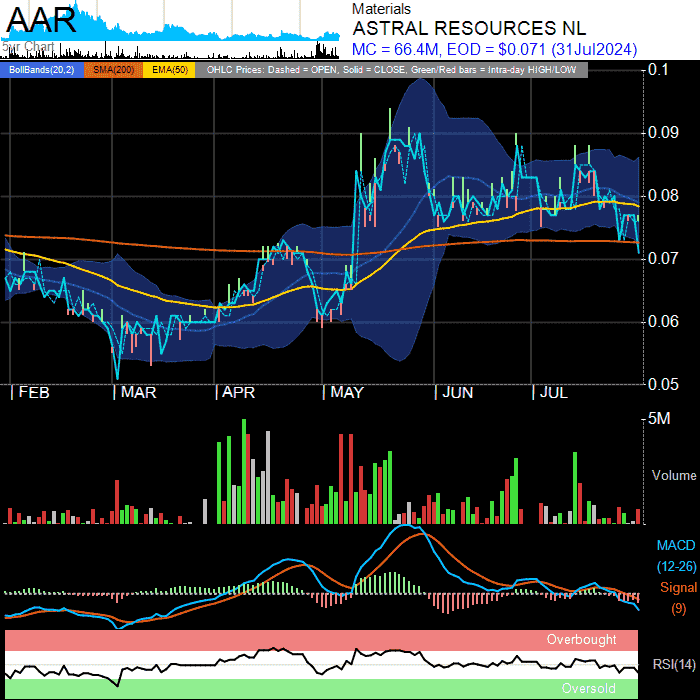 AAR
Materials
ASTRAL RESOURCES NL
MC = 66.4M, EOD = $0.071 (31Jul2024)
5yr Chart
BollBands(20,2) SMA(200) EMA(50) OHLC Prices: Dashed = OPEN, Solid = CLOSE, Green/Red bars = Intra-day HIGH/LOW
0.1
0.09
0.08
0.07
0.06
0.05
FEB MAR APR MAY JUN JUL
5M
Volume
MACD
(12-26)
Signal
(9)
Overbought
RSI(14)
Oversold